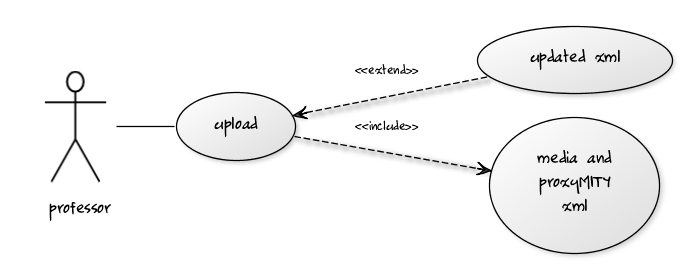 updated xml
<<extend>>
upload
<<include>>
media and
proxyMITY
xml
professor